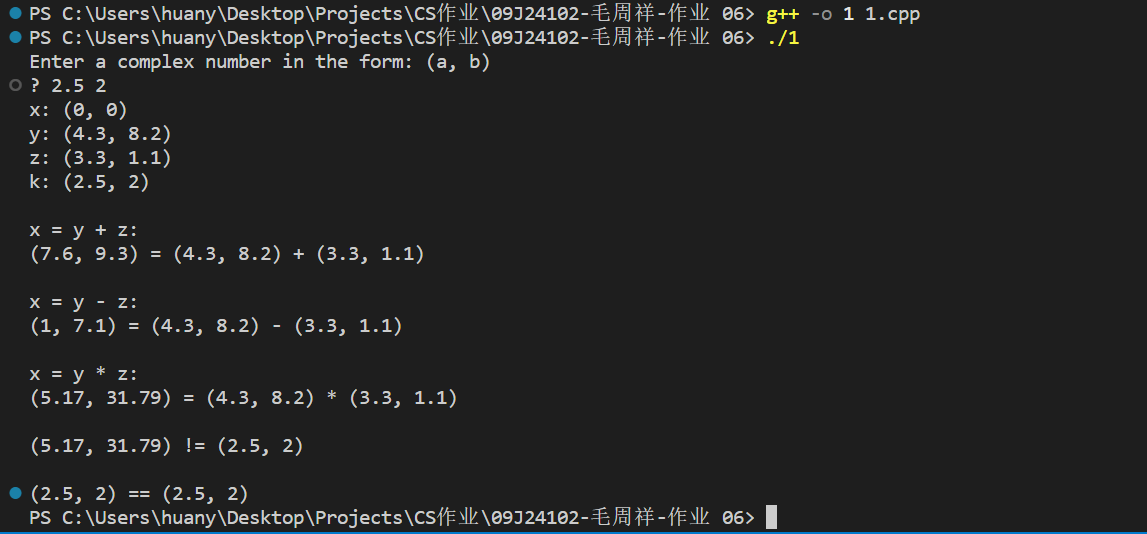 PS C:\Users\huany\Desktop\Projects\CS作业\09J24102-毛周祥-作业 06> g++ -o 1 1.cpp
PS C:\Users\huany\Desktop\Projects\CS作业\09J24102-毛周祥-作业 06> ./1
Enter a complex number in the form: (a, b)
? 2.5 2
x: (0, 0)
y: (4.3, 8.2)
z: (3.3, 1.1)
k: (2.5, 2)

x = y + z:
(7.6, 9.3) = (4.3, 8.2) + (3.3, 1.1)

x = y - z:
(1, 7.1) = (4.3, 8.2) - (3.3, 1.1)

x = y * z:
(5.17, 31.79) = (4.3, 8.2) * (3.3, 1.1)

(5.17, 31.79) != (2.5, 2)

(2.5, 2) == (2.5, 2)
PS C:\Users\huany\Desktop\Projects\CS作业\09J24102-毛周祥-作业 06>